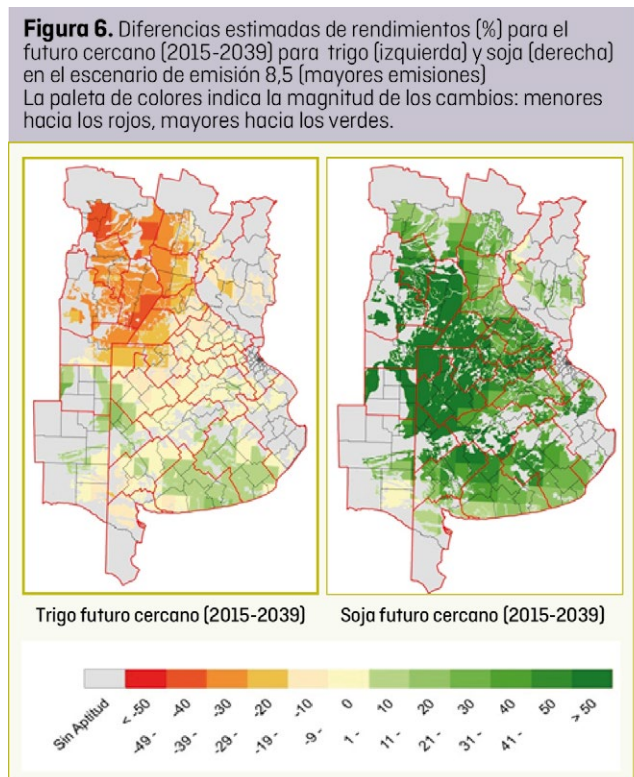 Figura 6. Diferencias estimadas de rendimientos (%) para el
futuro cercano (2015-2039) para trigo (izquierda) y soja (derecha)
en el escenario de emisión 8,5 (mayores emisiones)
La paleta de colores indica la magnitud de los cambios: menores
hacia los rojos, mayores hacia los verdes.
Trigo futuro cercano (2015-2039)
Soja futuro cercano (2015-2039)
Sin Aptitud
< -50
-49 - -40
-39 - -30
-29 - -20
-19 - -10
-9 - 0
1 - 10
11 - 20
21 - 30
31 - 40
41 - 50
> 50